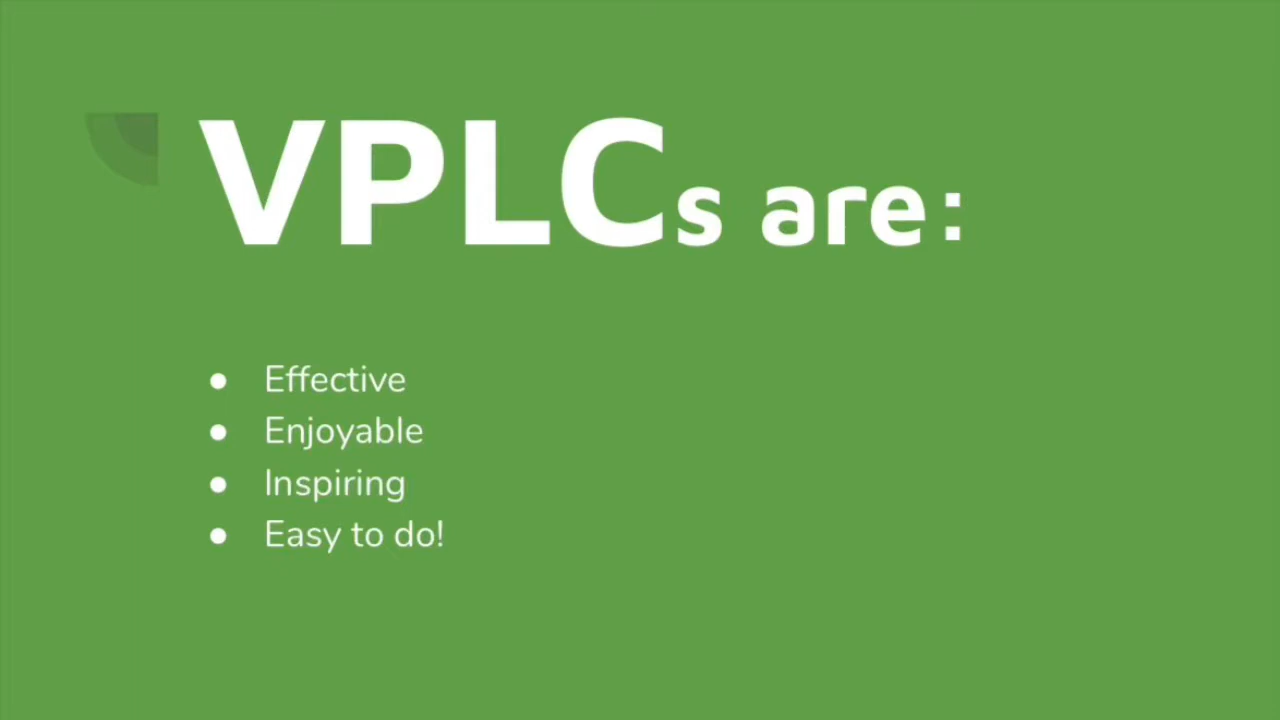 VPLCs are:
● Effective
● Enjoyable
● Inspiring
● Easy to do!